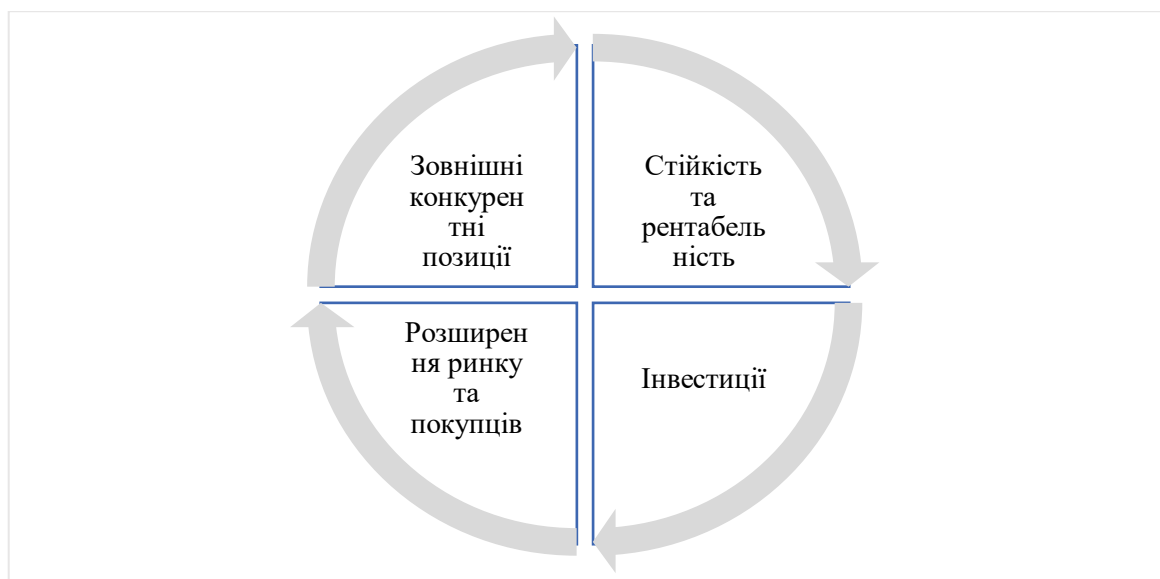 Зовнішні
конкурен
тні
позиції
Стійкість
та
рентабель
ність
Розширен
ня ринку
та
покупців
Інвестиції